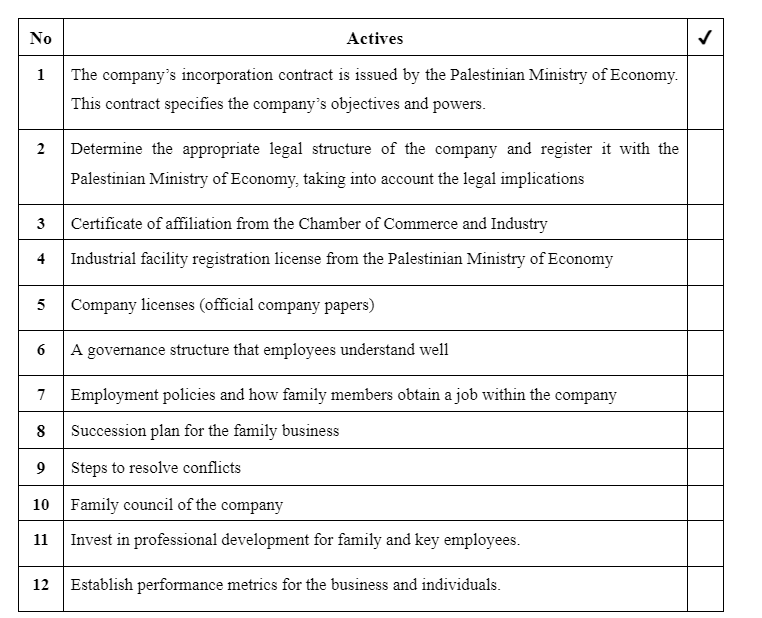 No Actives ✓
1 The company’s incorporation contract is issued by the Palestinian Ministry of Economy.
This contract specifies the company’s objectives and powers.
2 Determine the appropriate legal structure of the company and register it with the
Palestinian Ministry of Economy, taking into account the legal implications
3 Certificate of affiliation from the Chamber of Commerce and Industry
4 Industrial facility registration license from the Palestinian Ministry of Economy
5 Company licenses (official company papers)
6 A governance structure that employees understand well
7 Employment policies and how family members obtain a job within the company
8 Succession plan for the family business
9 Steps to resolve conflicts
10 Family council of the company
11 Invest in professional development for family and key employees.
12 Establish performance metrics for the business and individuals.